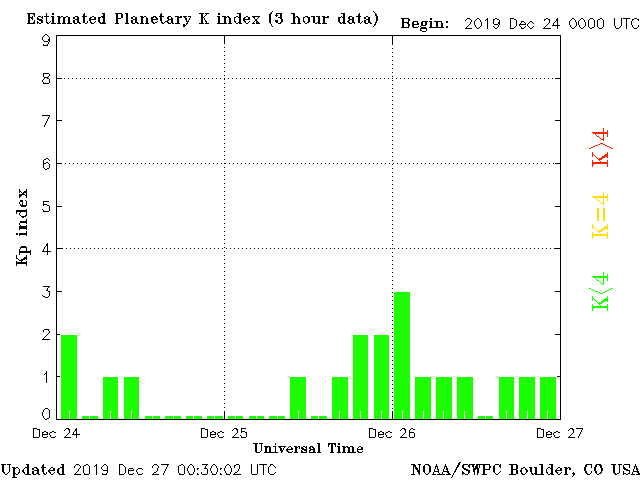 Estimated Planetary K index (3 hour data)
Begin: 2019 Dec 24 0000 UTC
9
8
7
6
5
4
3
2
1
0
Kp index
K>4
K=4
K<4
Dec 24
Dec 25
Dec 26
Dec 27
Universal Time
Updated 2019 Dec 27 00:30:02 UTC
NOAA/SWPC Boulder, CO USA